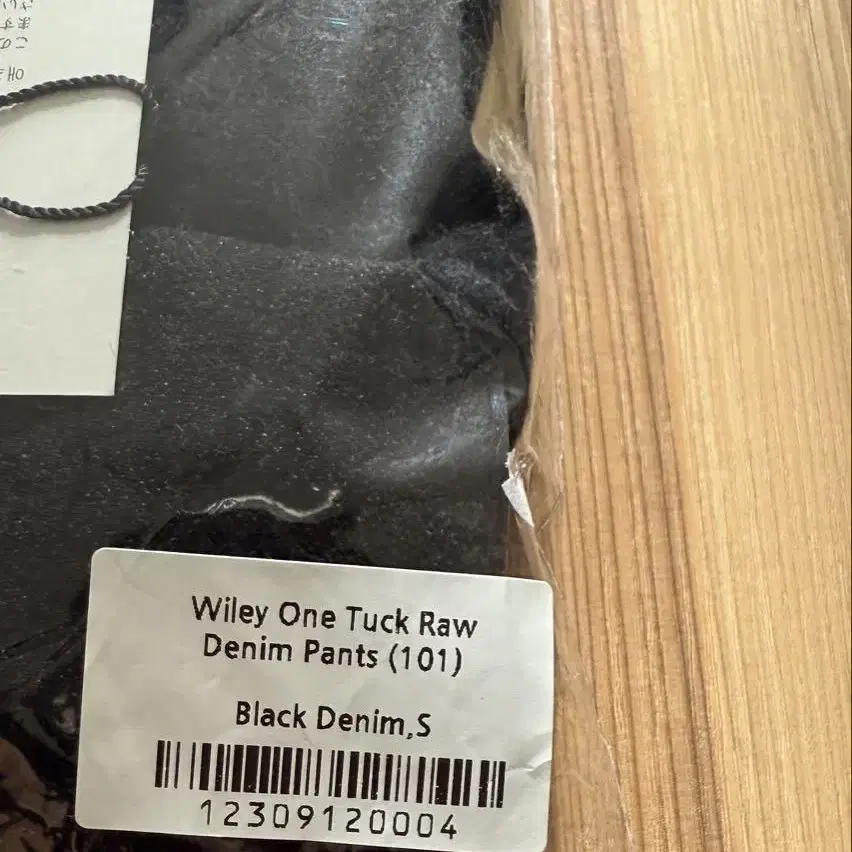 Wiley One Tuck Raw
Denim Pants (101)
Black Denim,S
12309120004